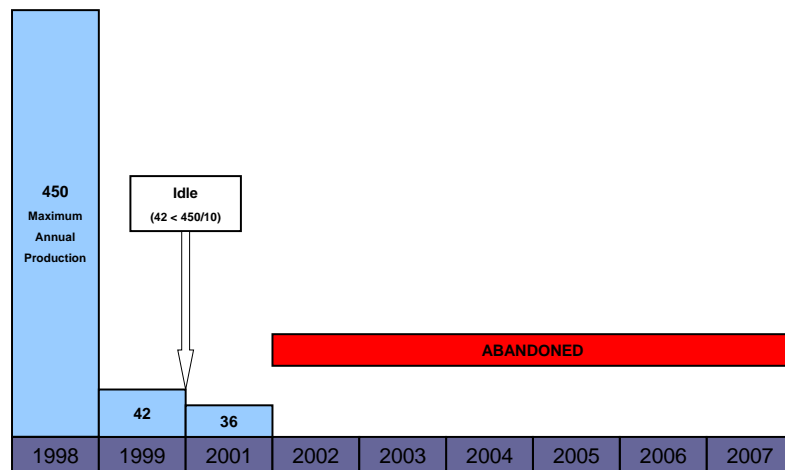 450
Maximum
Annual
Production
Idle
(42 < 450/10)
ABANDONED
42
36
1998 1999 2001 2002 2003 2004 2005 2006 2007